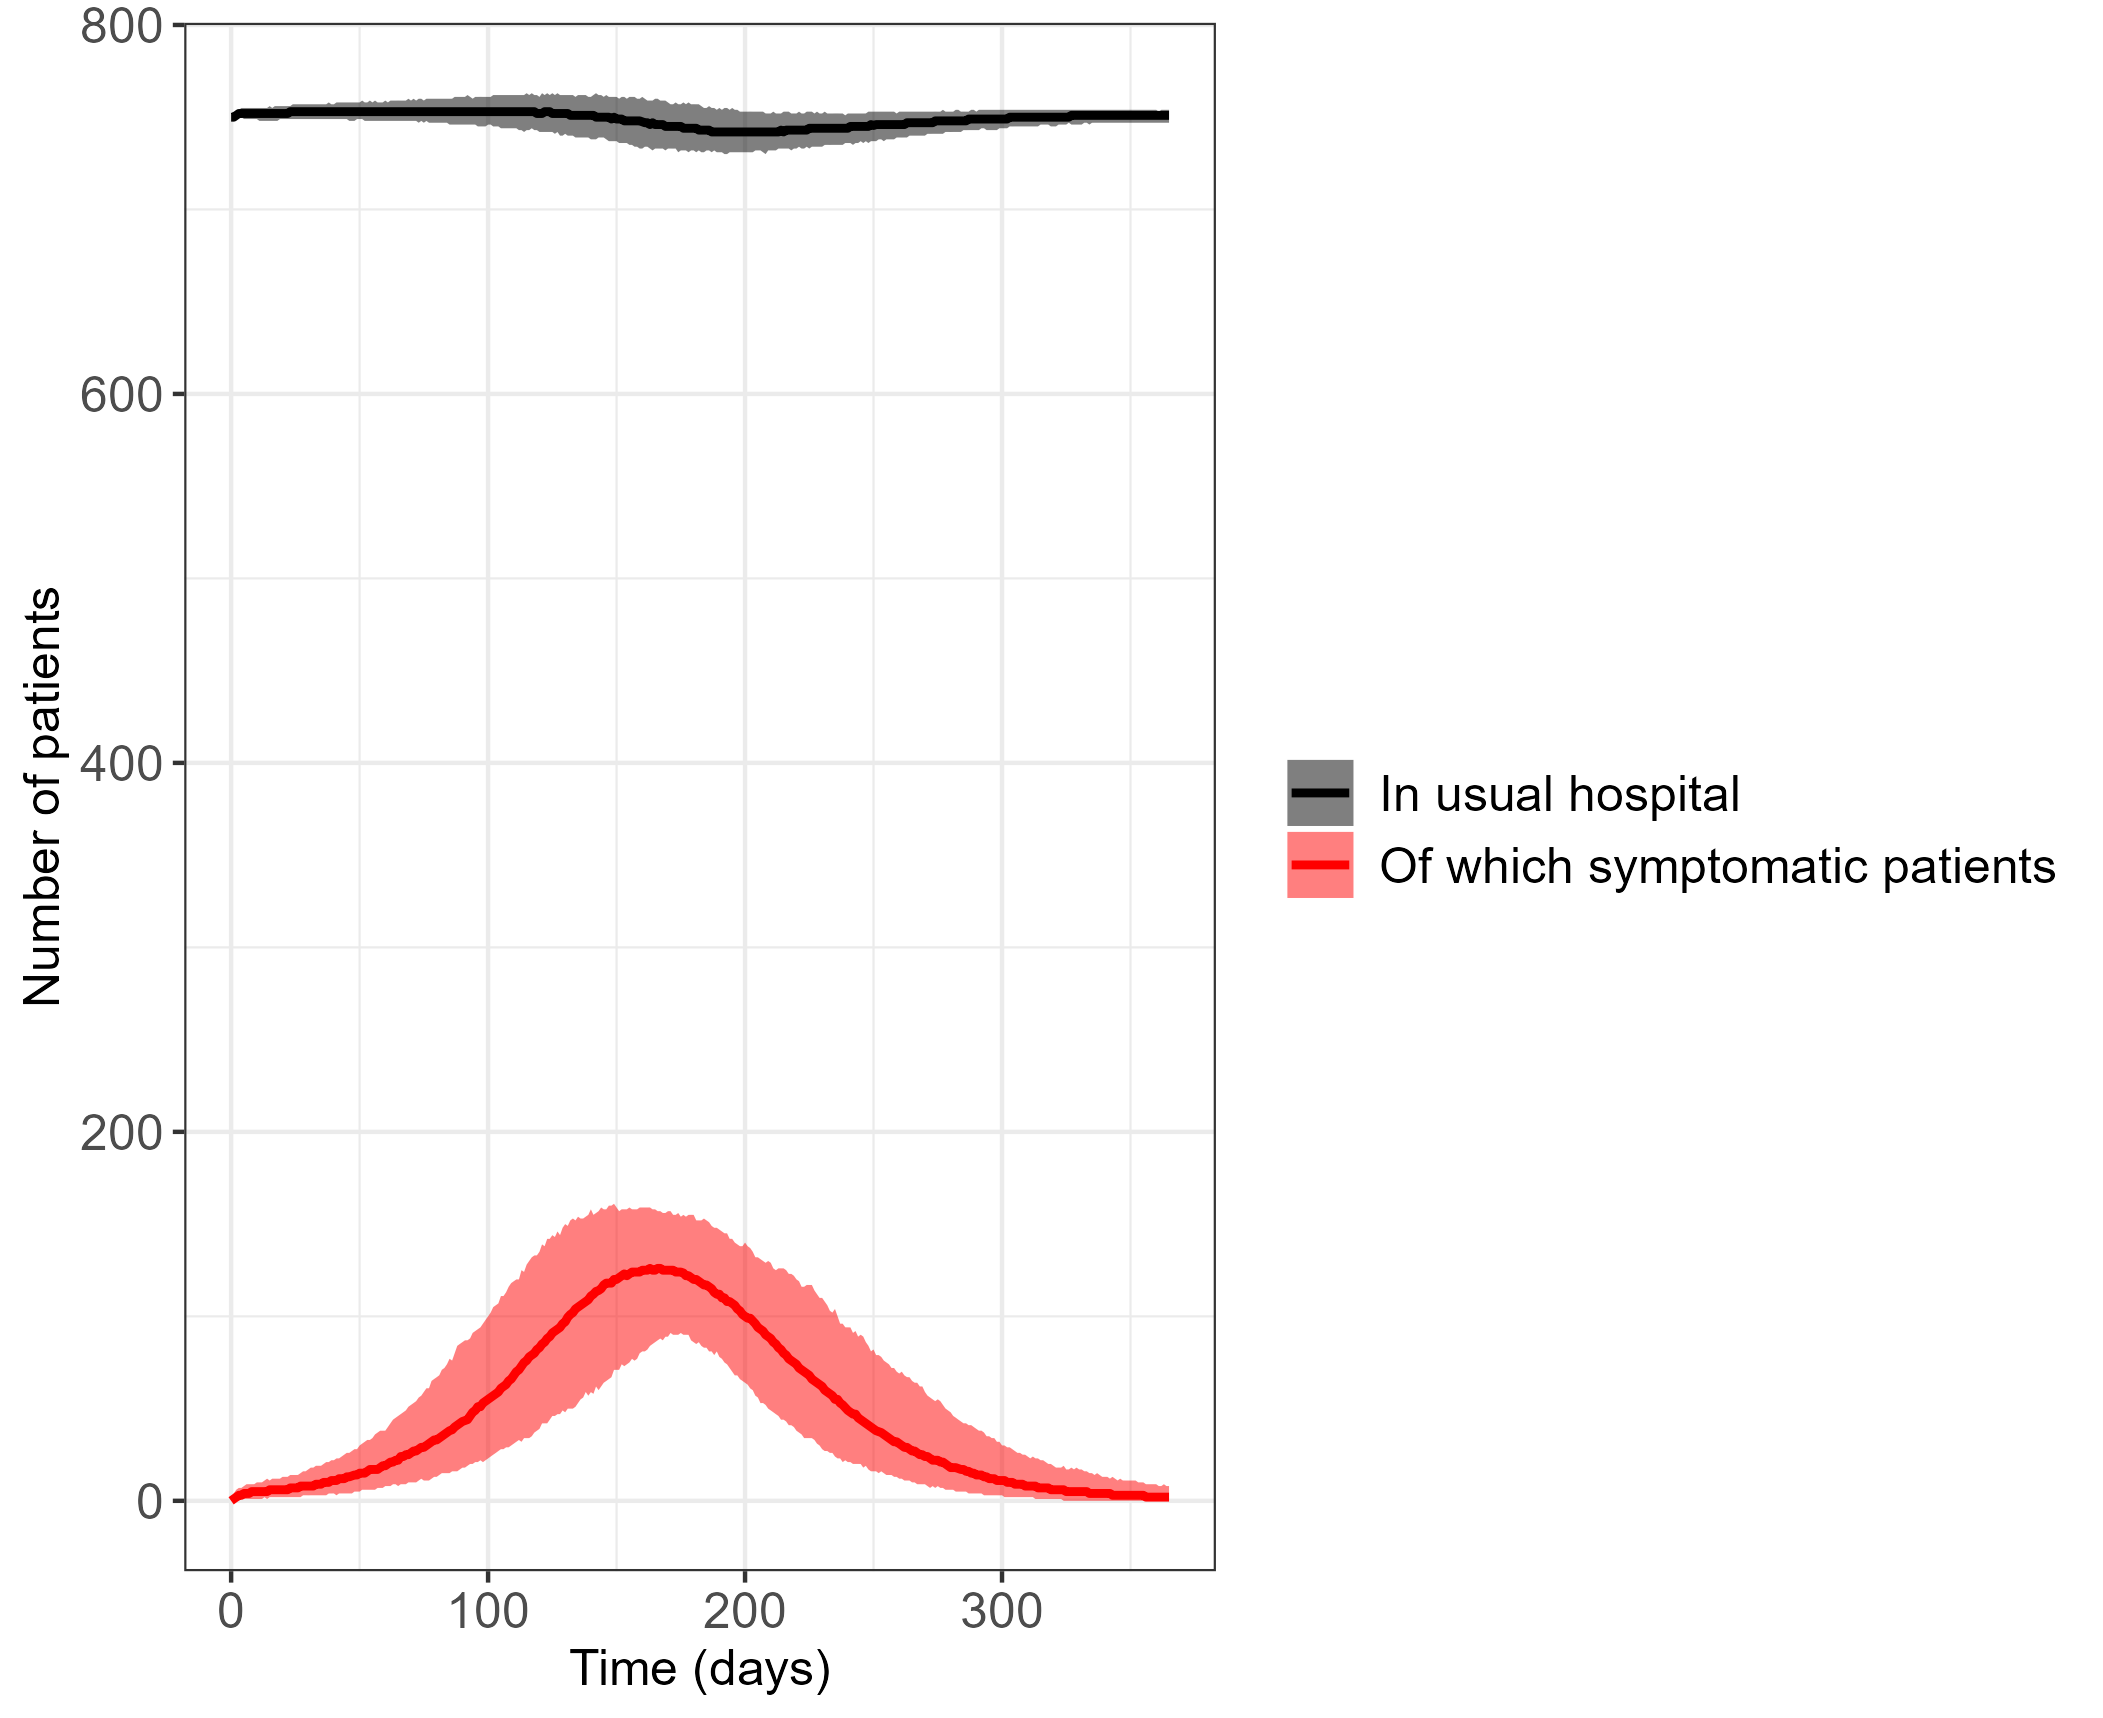 800
600
400
200
0
Number of patients
0 100 200 300
Time (days)
In usual hospital
Of which symptomatic patients